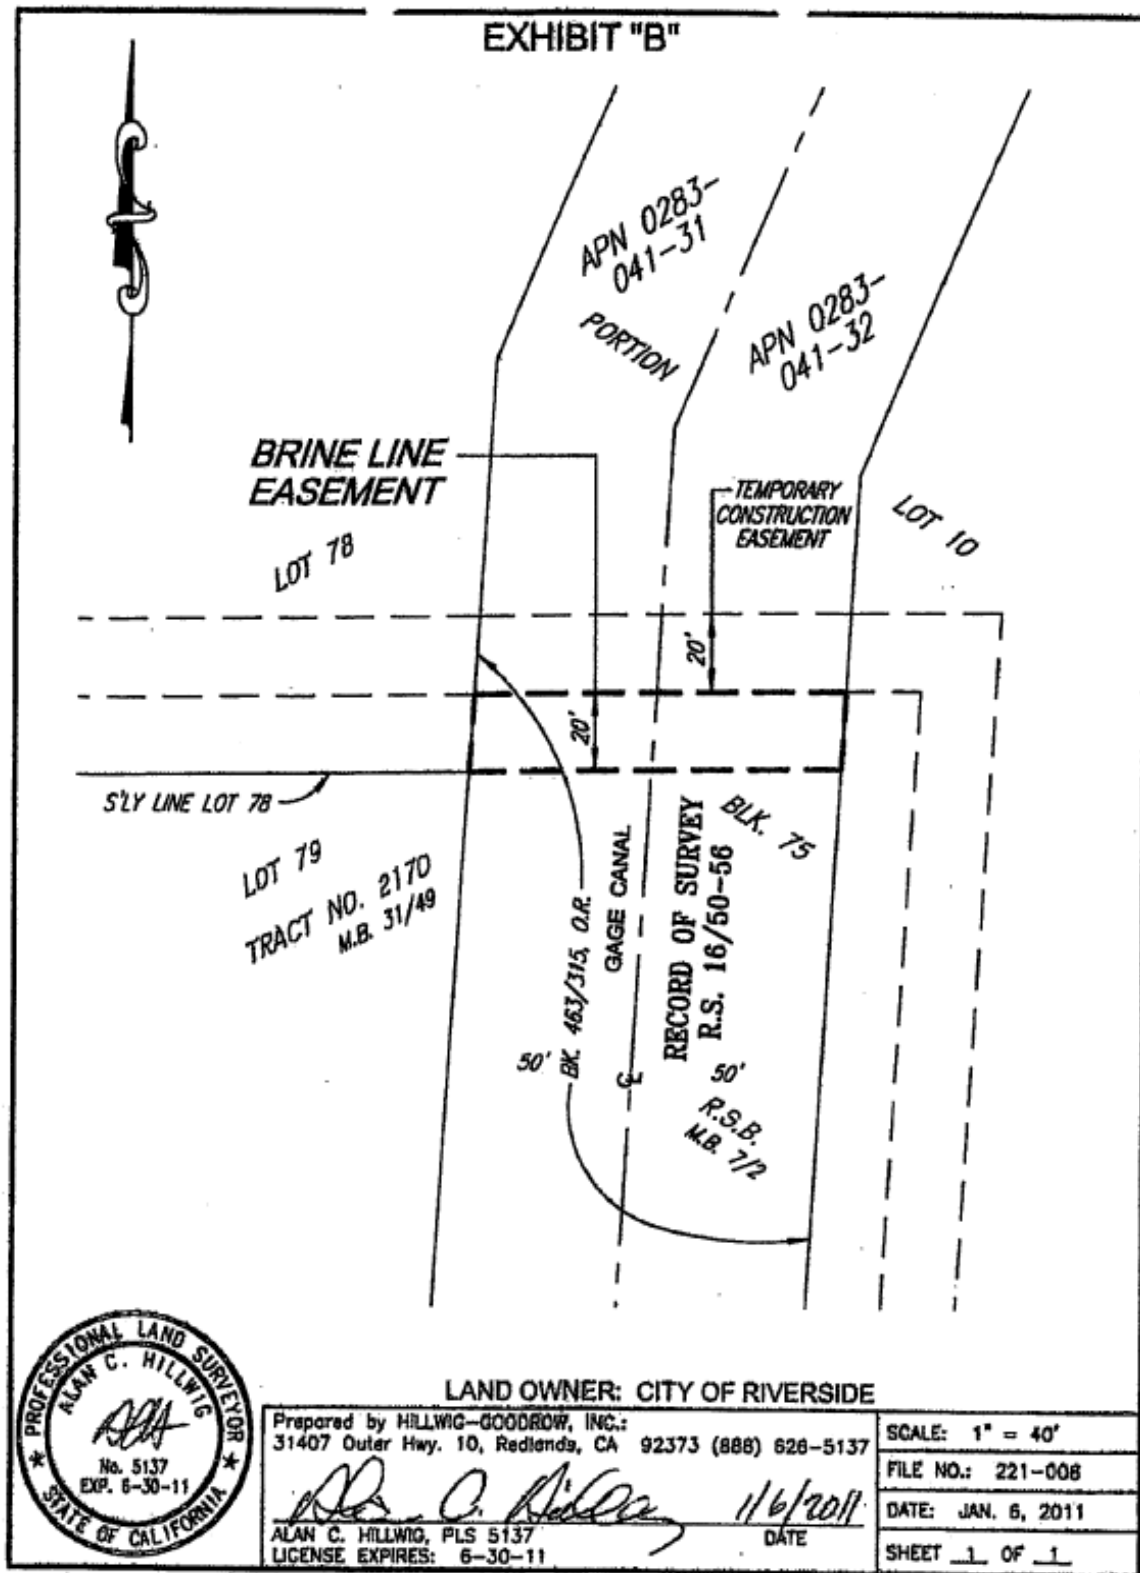 EXHIBIT "B"
APN 0283-
041-31
PORTION
APN 0283-
041-32
BRINE LINE
EASEMENT
TEMPORARY
CONSTRUCTION
EASEMENT
LOT 10
LOT 78
20'
20'
S'LY LINE LOT 78
LOT 79
TRACT NO. 2170
M.B. 31/49
BK. 463/315, O.R.
GAGE CANAL
RECORD OF SURVEY
R.S. 16/50-56
BLK. 75
50'
50'
R.S.B.
M.B. 7/2
PROFESSIONAL LAND SURVEYOR
ALAN C. HILLWIG
No. 5137
EXP. 6-30-11
STATE OF CALIFORNIA
LAND OWNER: CITY OF RIVERSIDE
Prepared by HILLWIG-GOODROW, INC.:
31407 Outer Hwy. 10, Redlands, CA 92373 (888) 626-5137
1/6/2011
ALAN C. HILLWIG, PLS 5137 DATE
LICENSE EXPIRES: 6-30-11
SCALE: 1" = 40'
FILE NO.: 221-008
DATE: JAN. 6, 2011
SHEET 1 OF 1